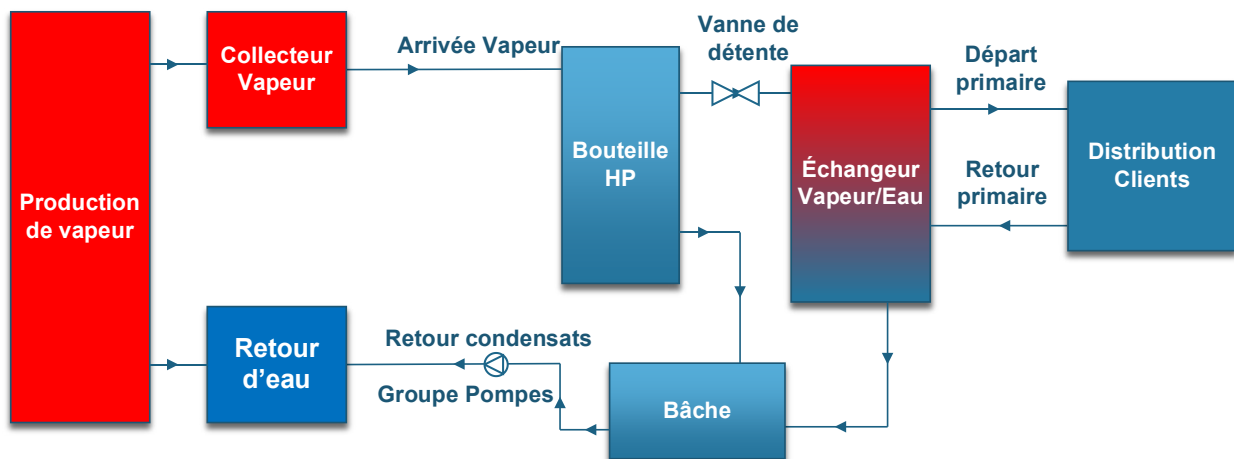 Production
de vapeur
Collecteur
Vapeur
Arrivée Vapeur
Bouteille
HP
Vanne de
détente
Échangeur
Vapeur/Eau
Départ
primaire
Retour
primaire
Distribution
Clients
Retour
d'eau
Retour condensats
Groupe Pompes
Bâche